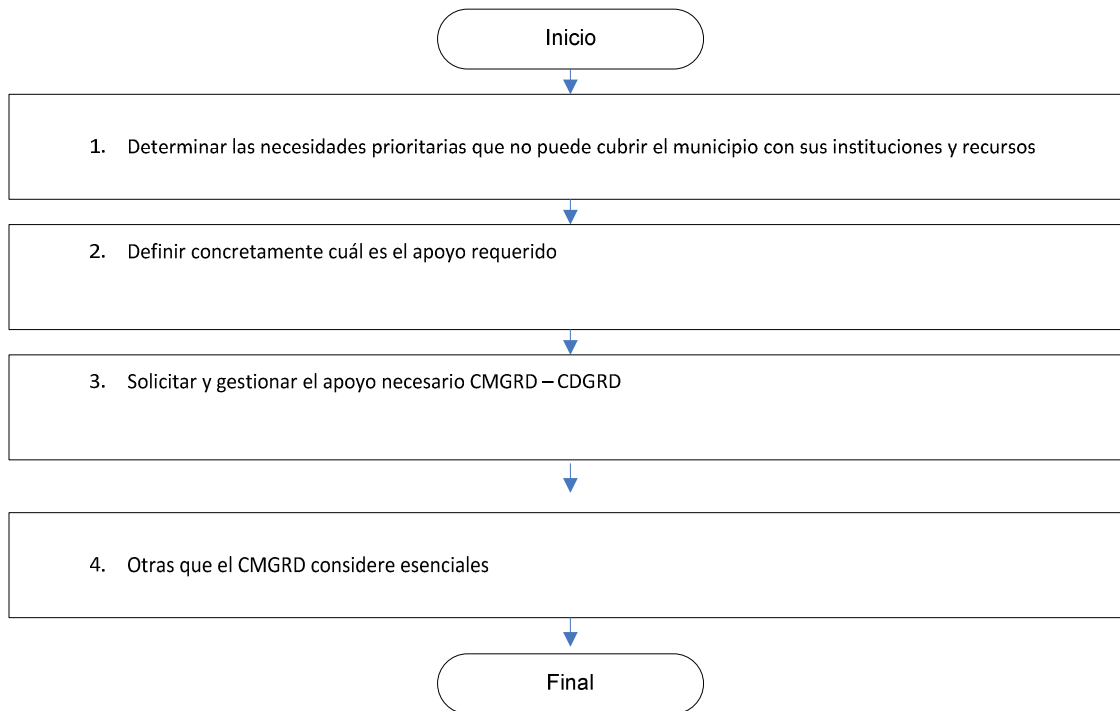 Inicio
1. Determinar las necesidades prioritarias que no puede cubrir el municipio con sus instituciones y recursos
2. Definir concretamente cuál es el apoyo requerido
3. Solicitar y gestionar el apoyo necesario CMGRD – CDGRD
4. Otras que el CMGRD considere esenciales
Final